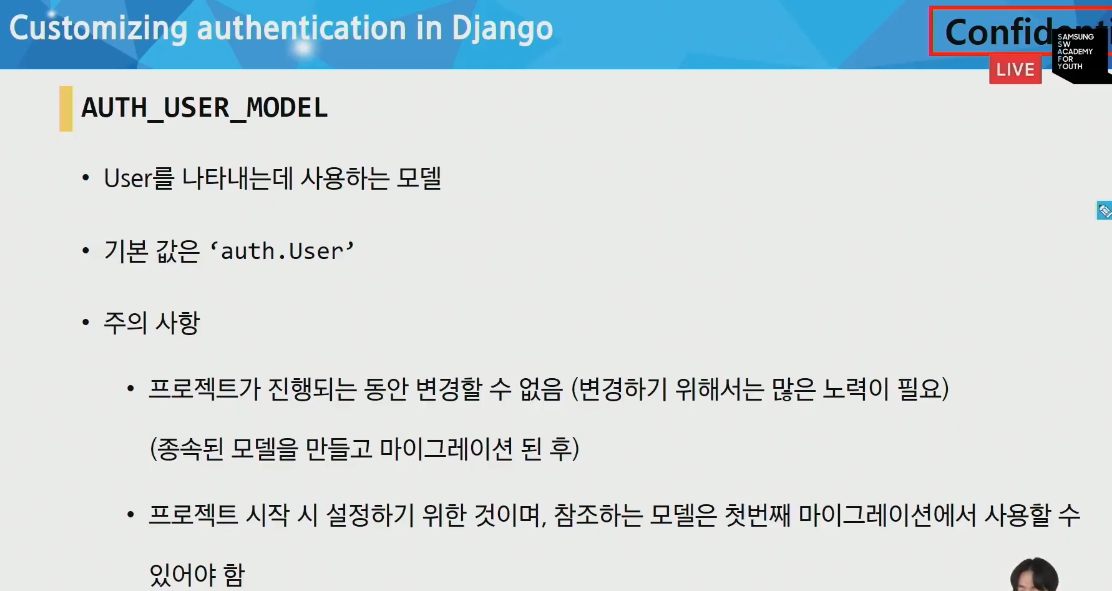 Customizing authentication in Django
LIVE
SAMSUNG
SW
ACADEMY
FOR
YOUTH
AUTH_USER_MODEL
• User를 나타내는데 사용하는 모델
• 기본 값은 ‘auth.User’
• 주의 사항
• 프로젝트가 진행되는 동안 변경할 수 없음 (변경하기 위해서는 많은 노력이 필요)
(종속된 모델을 만들고 마이그레이션 된 후)
• 프로젝트 시작 시 설정하기 위한 것이며, 참조하는 모델은 첫번째 마이그레이션에서 사용할 수
있어야 함